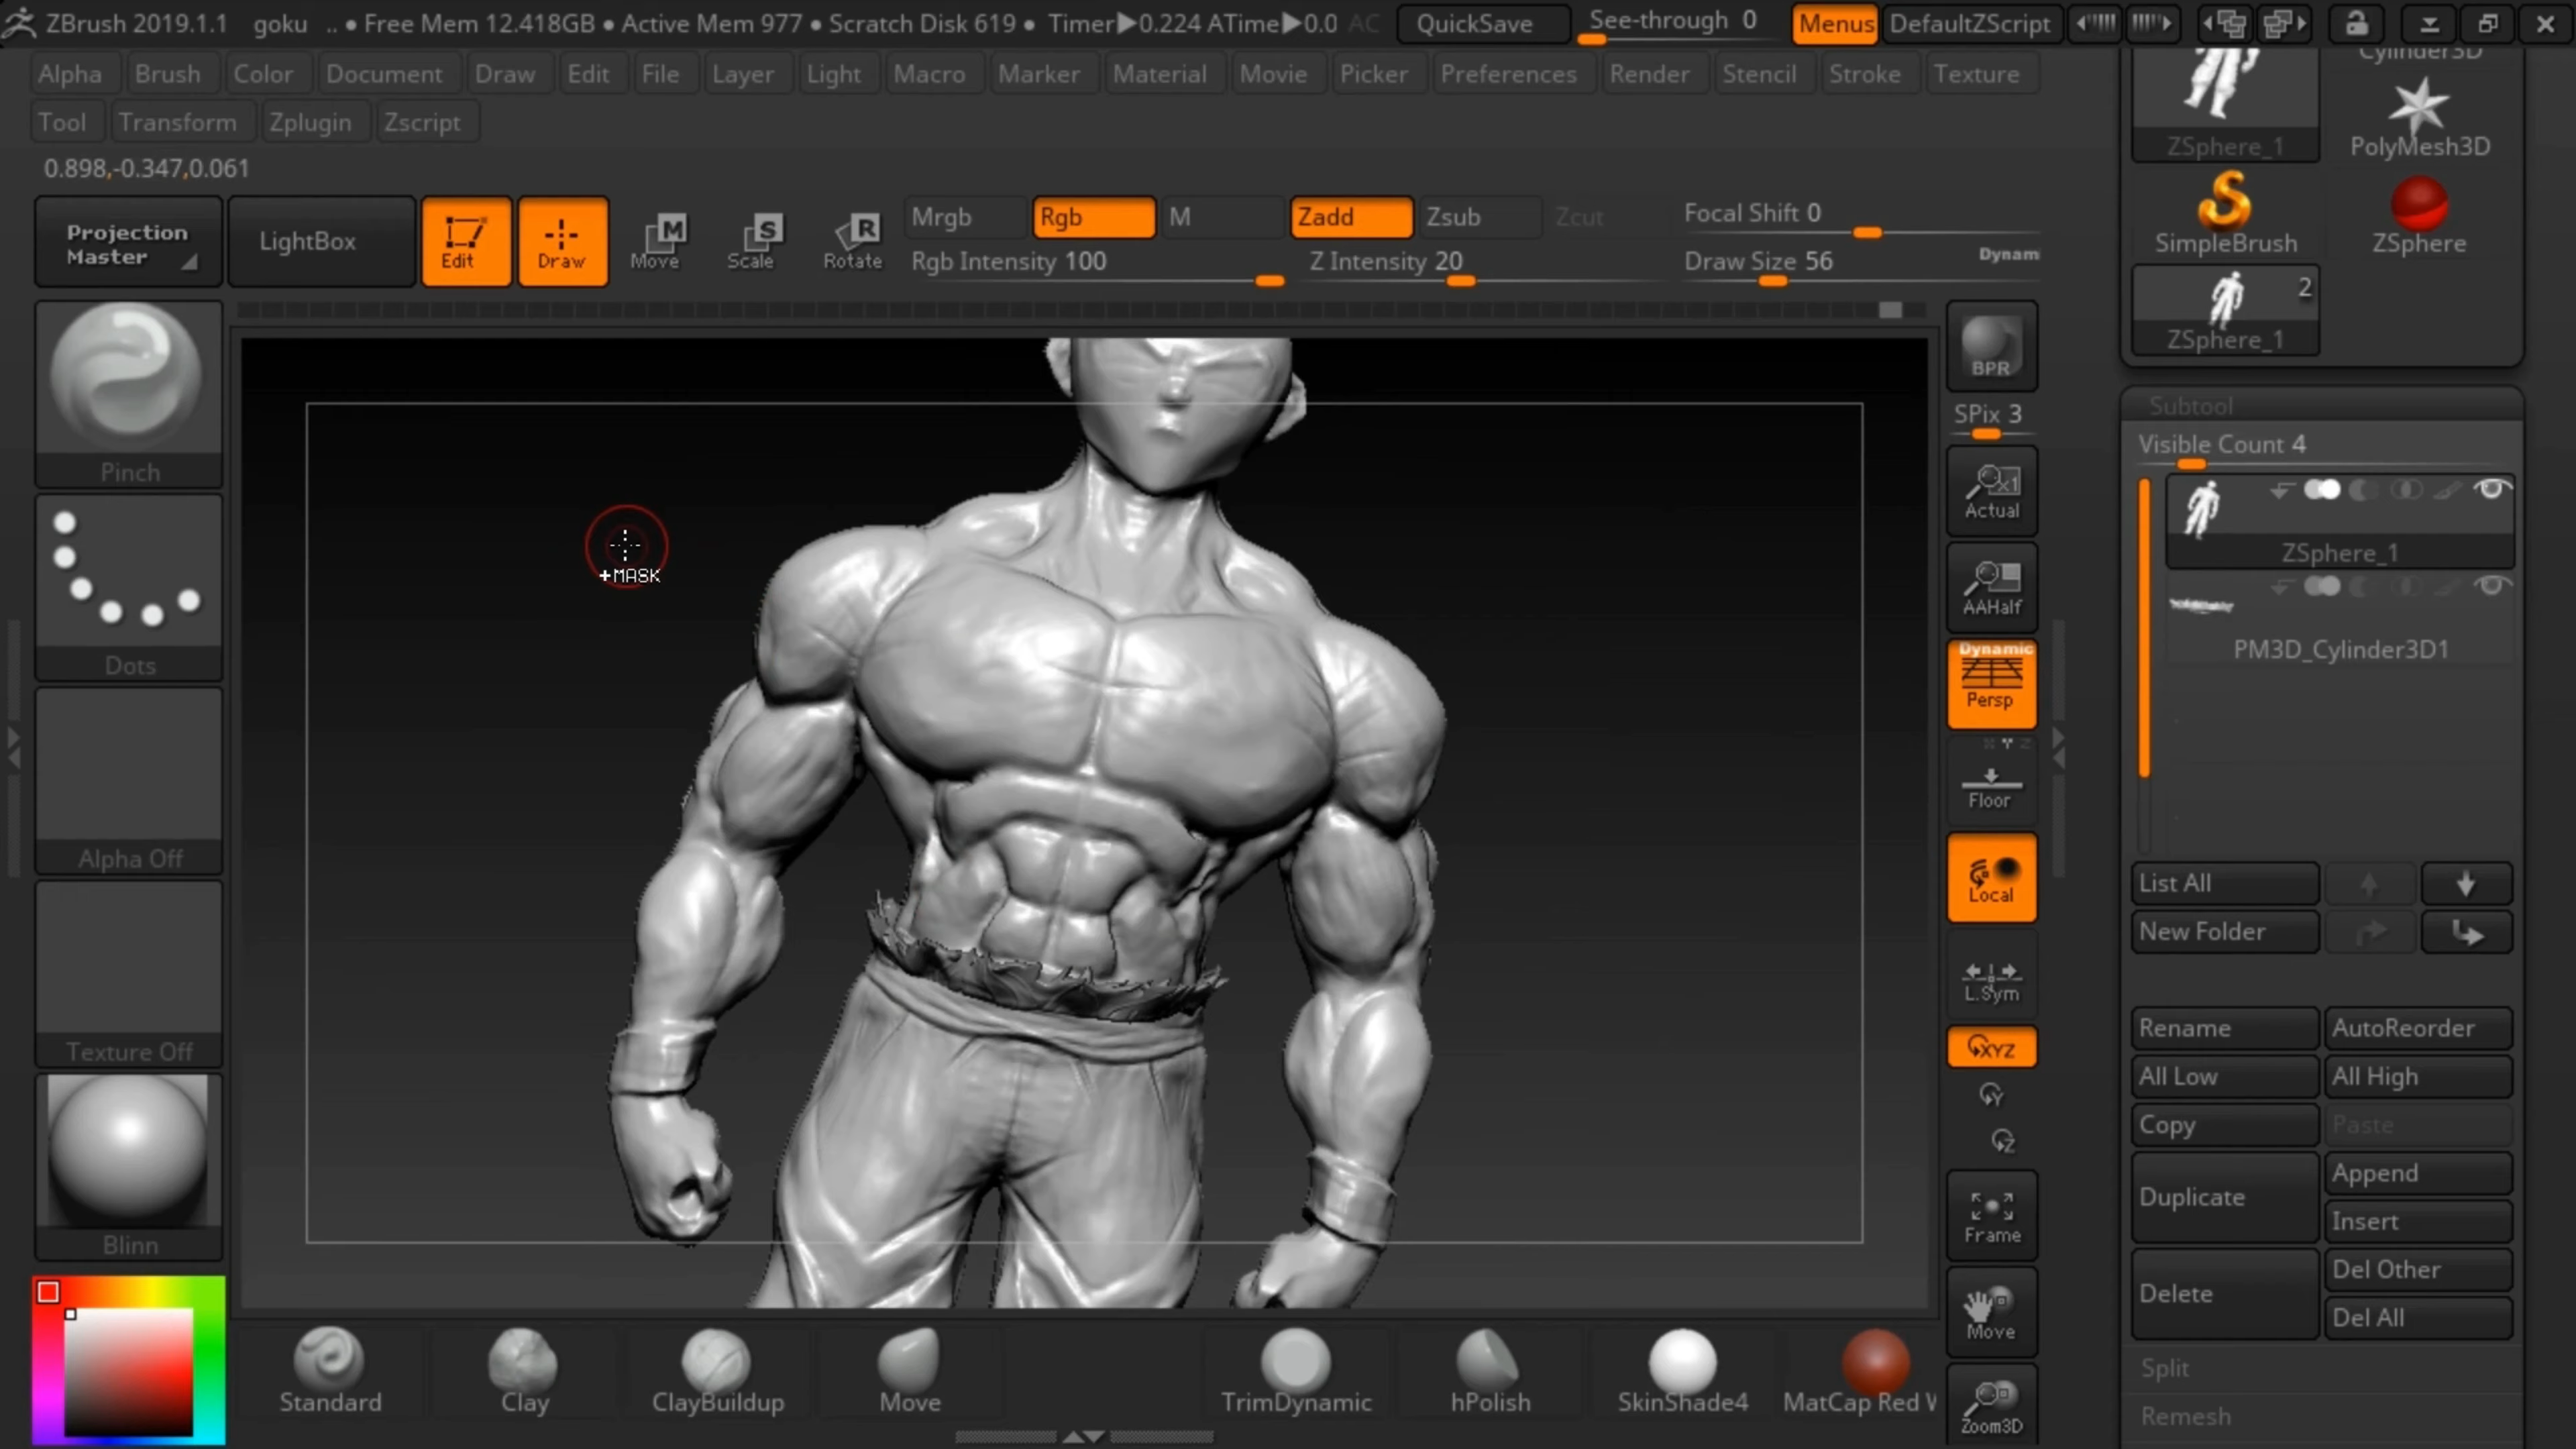 ZBrush 2019.1.1 goku .. • Free Mem 12.418GB • Active Mem 977 • Scratch Disk 619 • Timer▶0.224 ATime▶0.0 AC QuickSave See-through 0 Menus DefaultZScript
Alpha Brush Color Document Draw Edit File Layer Light Macro Marker Material Movie Picker Preferences Render Stencil Stroke Texture
Tool Transform Zplugin Zscript
0.898,-0.347,0.061
Projection Master
LightBox
Edit
Draw
M
Move
S
Scale
R
Rotate
Mrgb Rgb M Zadd Zsub Zcut
Rgb Intensity 100 Z Intensity 20
Focal Shift 0
Draw Size 56 Dynam
Pinch
Dots
Alpha Off
Texture Off
Blinn
+MASK
Standard Clay ClayBuildup Move TrimDynamic hPolish SkinShade4 MatCap Red W
BPR
SPix 3
x1
Actual
AAHalf
Dynamic
Persp
X Y Z
Floor
Local
L.Sym
XYZ
Y
Z
Frame
Move
Zoom3D
Cylinder3D
ZSphere_1 PolyMesh3D
SimpleBrush ZSphere
2
ZSphere_1
Subtool
Visible Count 4
ZSphere_1
PM3D_Cylinder3D1
List All
New Folder
Rename AutoReorder
All Low All High
Copy Paste
Duplicate Append
Insert
Delete Del Other
Del All
Split
Remesh